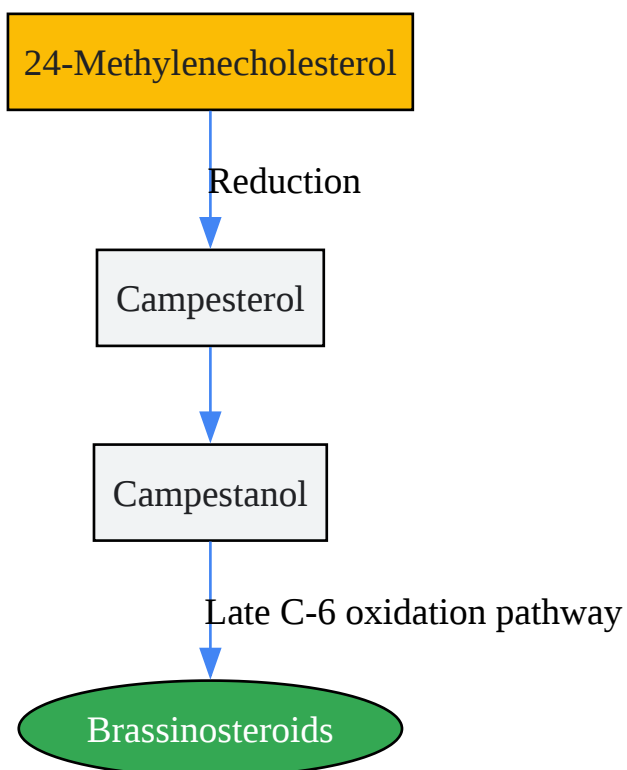 24-Methylenecholesterol
Reduction
Campesterol
Campestanol
Late C-6 oxidation pathway
Brassinosteroids